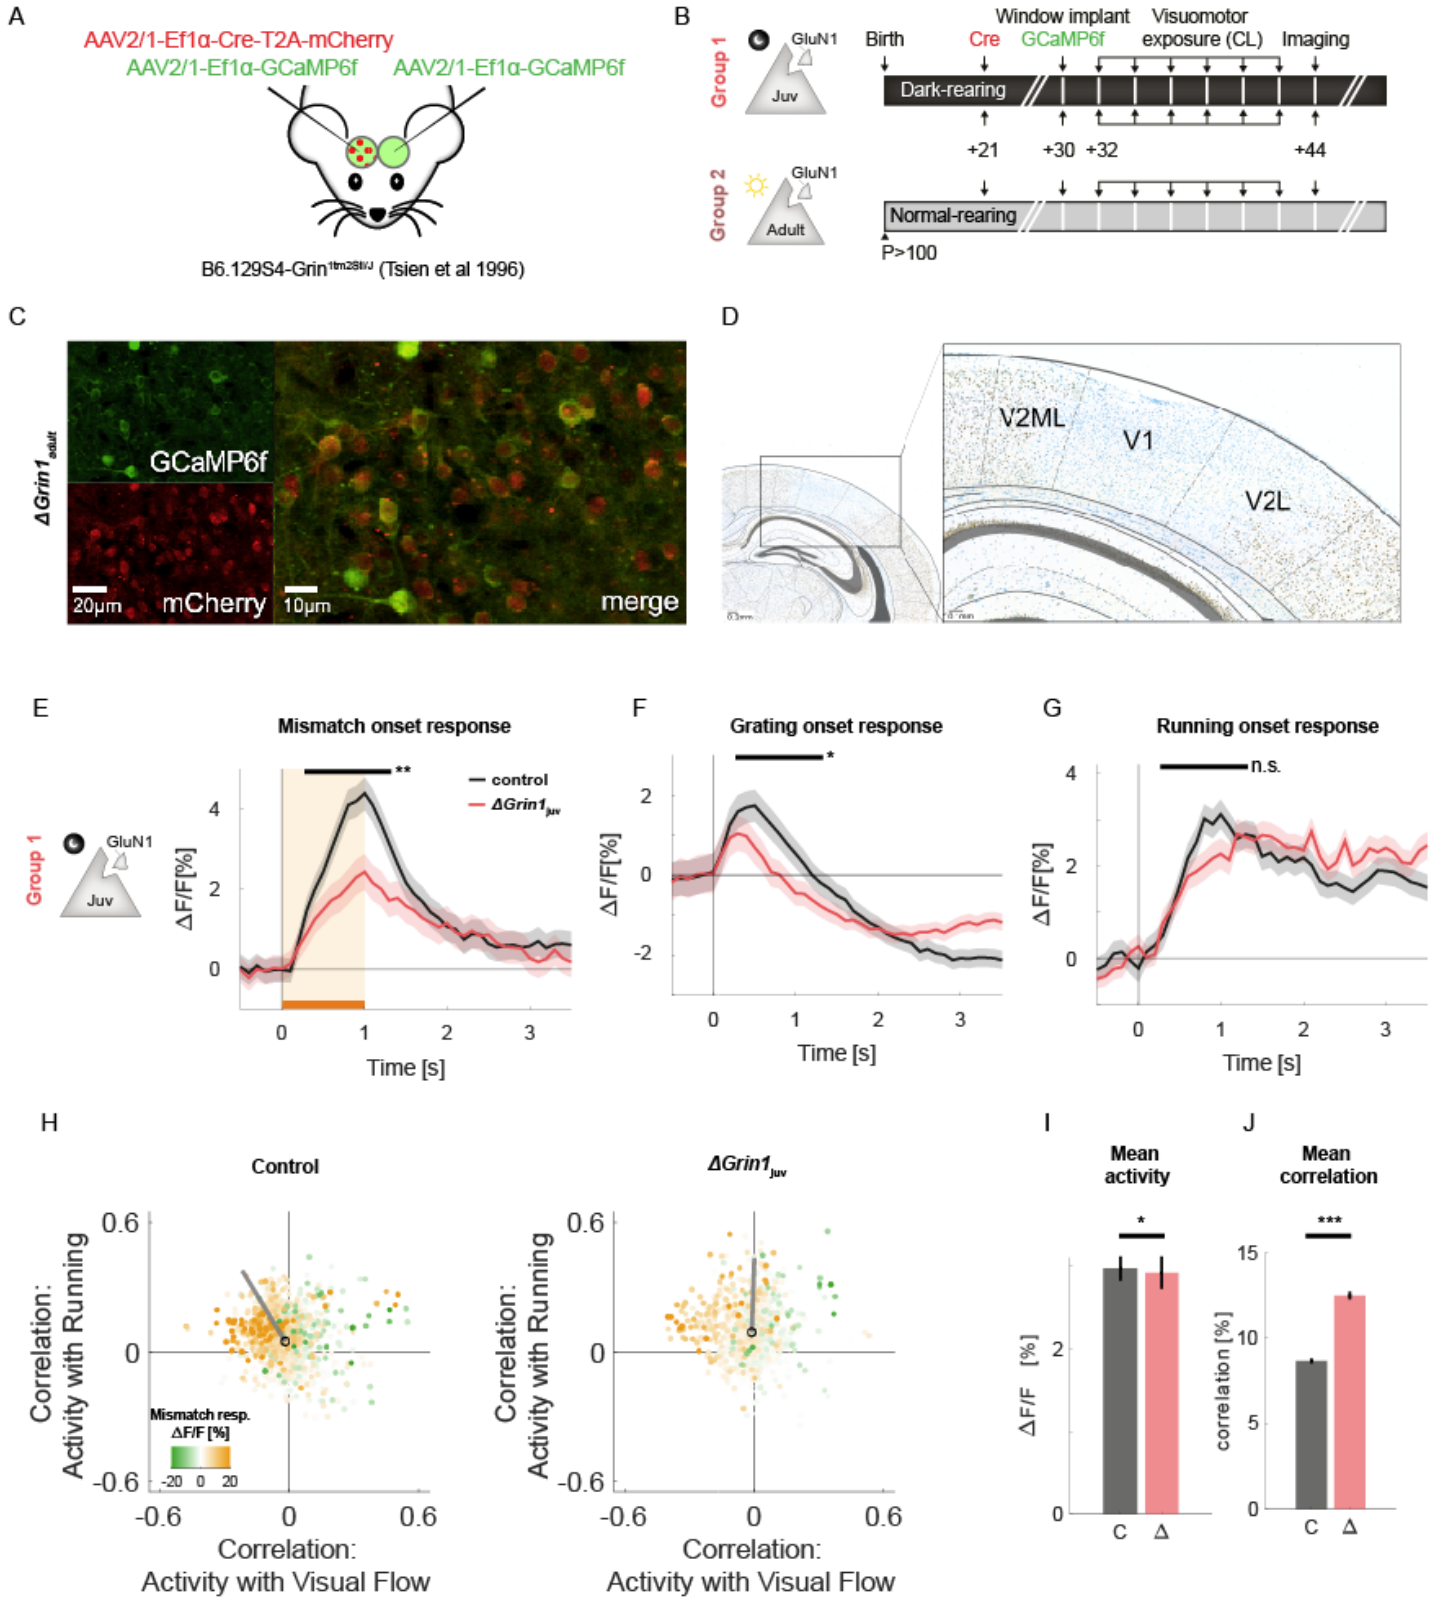 A
AAV2/1-Ef1α-Cre-T2A-mCherry
AAV2/1-Ef1α-GCaMP6f
AAV2/1-Ef1α-GCaMP6f
B6.129S4-Grin1tm2Stl/J (Tsien et al 1996)
B
Group 1
GluN1
Juv
Birth
Cre
Window implant
GCaMP6f
Visuomotor
exposure (CL)
Imaging
Dark-rearing
+21
+30
+32
+44
Group 2
GluN1
Adult
Normal-rearing
P>100
C
ΔGrin1adult
GCaMP6f
20µm
mCherry
10µm
merge
D
V2ML
V1
V2L
E
Group 1
GluN1
Juv
Mismatch onset response
**
control
ΔGrin1juv
ΔF/F[%]
4
2
0
0 1 2 3
Time [s]
F
Grating onset response
*
ΔF/F[%]
2
0
-2
0 1 2 3
Time [s]
G
Running onset response
n.s.
ΔF/F[%]
4
2
0
0 1 2 3
Time [s]
H
Control
Correlation:
Activity with Running
0.6
0
-0.6
Mismatch resp.
ΔF/F [%]
-20 0 20
-0.6 0 0.6
Correlation:
Activity with Visual Flow
ΔGrin1juv
Correlation:
Activity with Running
0.6
0
-0.6
-0.6 0 0.6
Correlation:
Activity with Visual Flow
I
Mean
activity
*
ΔF/F [%]
2
0
C Δ
J
Mean
correlation
***
correlation [%]
15
10
5
0
C Δ